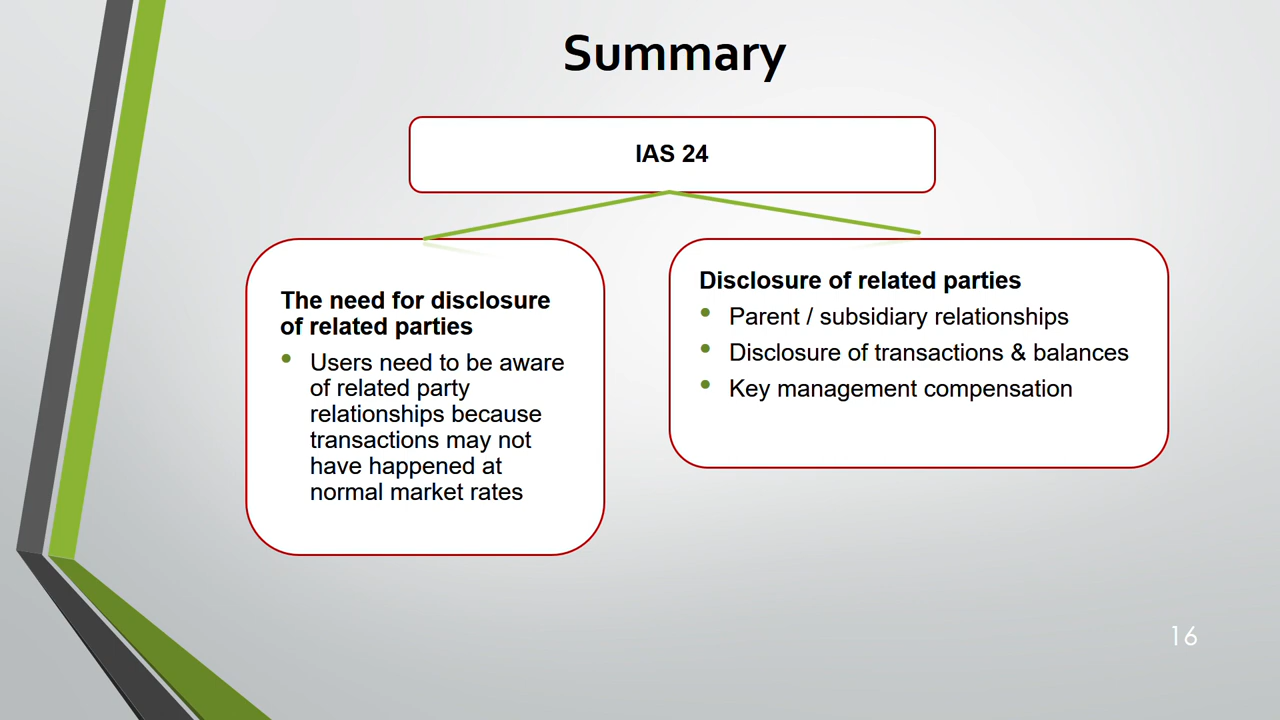 Summary
IAS 24
The need for disclosure
of related parties
• Users need to be aware
of related party
relationships because
transactions may not
have happened at
normal market rates
Disclosure of related parties
• Parent / subsidiary relationships
• Disclosure of transactions & balances
• Key management compensation
16